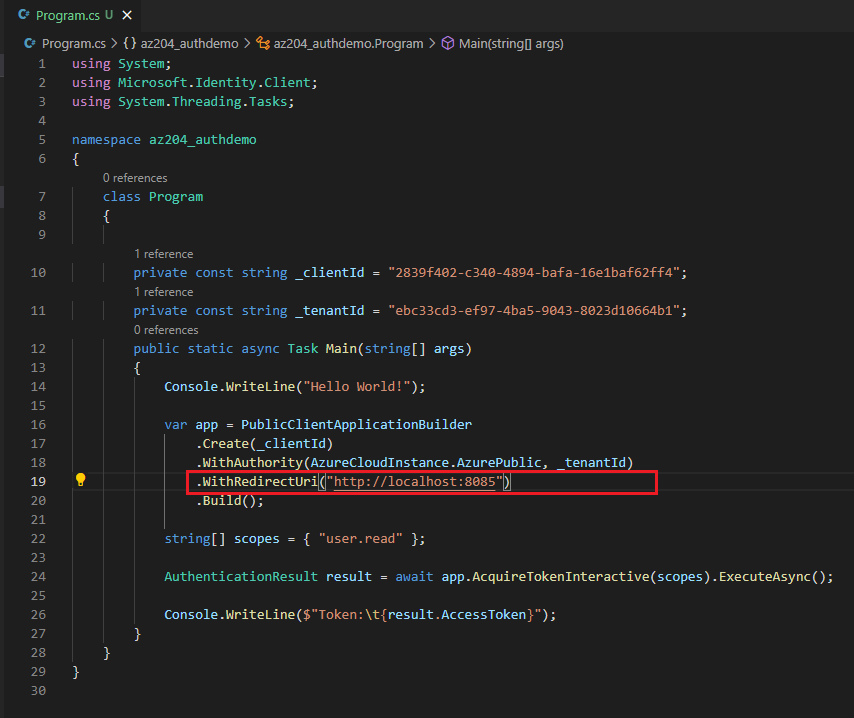 C# Program.cs U ×
C# Program.cs > {} az204_authdemo > az204_authdemo.Program > Main(string[] args)
1 using System;
2 using Microsoft.Identity.Client;
3 using System.Threading.Tasks;
4
5 namespace az204_authdemo
6 {
0 references
7 class Program
8 {
9
1 reference
10 private const string _clientId = "2839f402-c340-4894-bafa-16e1baf62ff4";
1 reference
11 private const string _tenantId = "ebc33cd3-ef97-4ba5-9043-8023d10664b1";
0 references
12 public static async Task Main(string[] args)
13 {
14 Console.WriteLine("Hello World!");
15
16 var app = PublicClientApplicationBuilder
17 .Create(_clientId)
18 .WithAuthority(AzureCloudInstance.AzurePublic, _tenantId)
19 .WithRedirectUri("http://localhost:8085")
20 .Build();
21
22 string[] scopes = { "user.read" };
23
24 AuthenticationResult result = await app.AcquireTokenInteractive(scopes).ExecuteAsync();
25
26 Console.WriteLine($"Token:\t{result.AccessToken}");
27 }
28 }
29 }
30